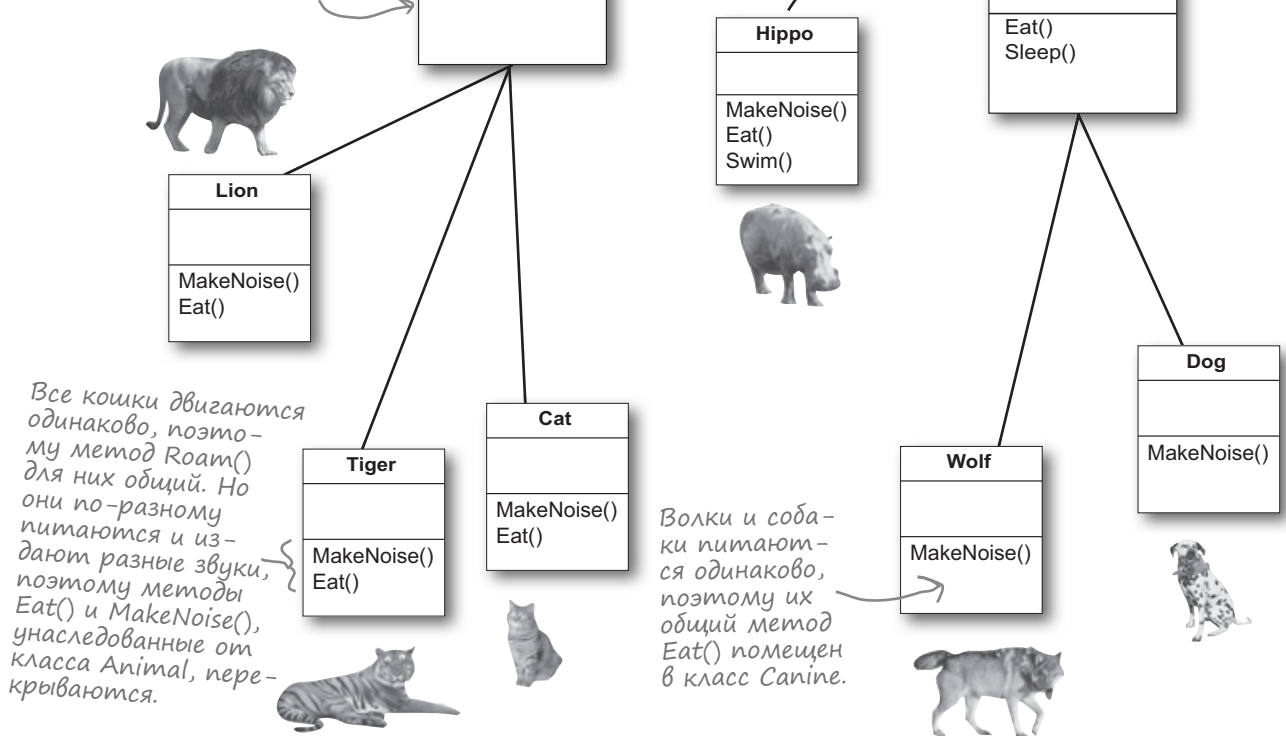 Eat()
Sleep()
Hippo
MakeNoise()
Eat()
Swim()
Lion
MakeNoise()
Eat()
Dog
MakeNoise()
Все кошки двигаются
одинаково, поэто-
му метод Roam()
для них общий. Но
они по-разному
питаются и из-
дают разные звуки,
поэтому методы
Eat() и MakeNoise(),
унаследованные от
класса Animal, пере-
крываются.
Tiger
MakeNoise()
Eat()
Cat
MakeNoise()
Eat()
Волки и соба-
ки питают-
ся одинаково,
поэтому их
общий метод
Eat() помещен
в класс Canine.
Wolf
MakeNoise()